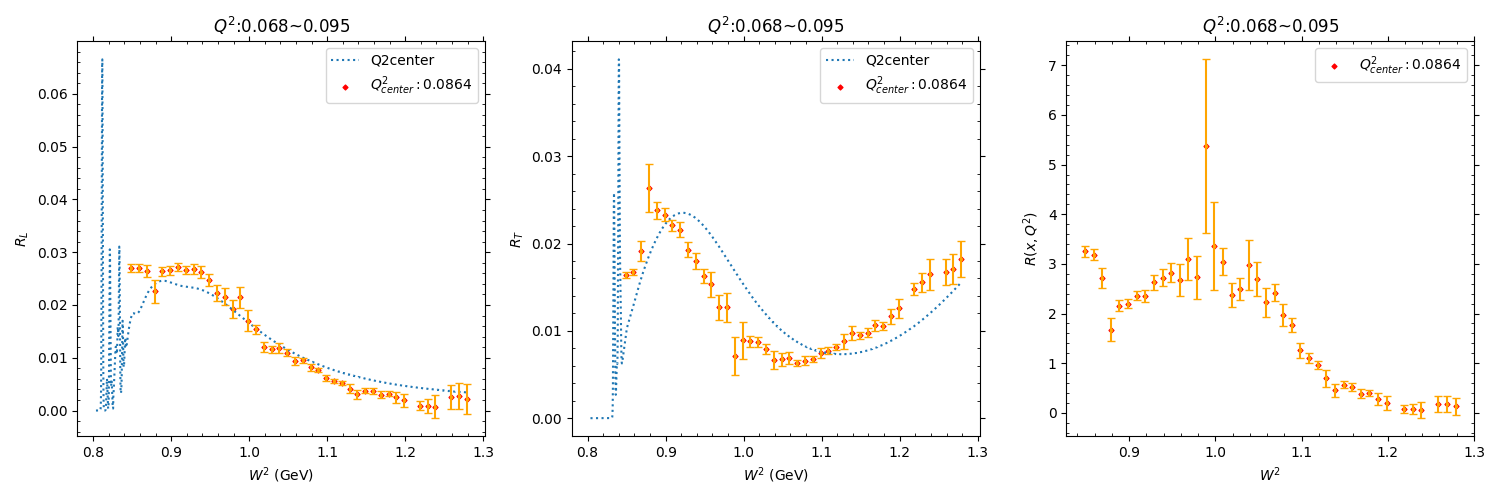 Q²:0.068~0.095
R_L
0.06
0.05
0.04
0.03
0.02
0.01
0.00
Q2center
Q²_center : 0.0864
0.8 0.9 1.0 1.1 1.2 1.3
W² (GeV)
Q²:0.068~0.095
R_T
0.04
0.03
0.02
0.01
0.00
Q2center
Q²_center : 0.0864
0.8 0.9 1.0 1.1 1.2 1.3
W² (GeV)
Q²:0.068~0.095
R(x, Q²)
7
6
5
4
3
2
1
0
Q²_center : 0.0864
0.9 1.0 1.1 1.2 1.3
W²